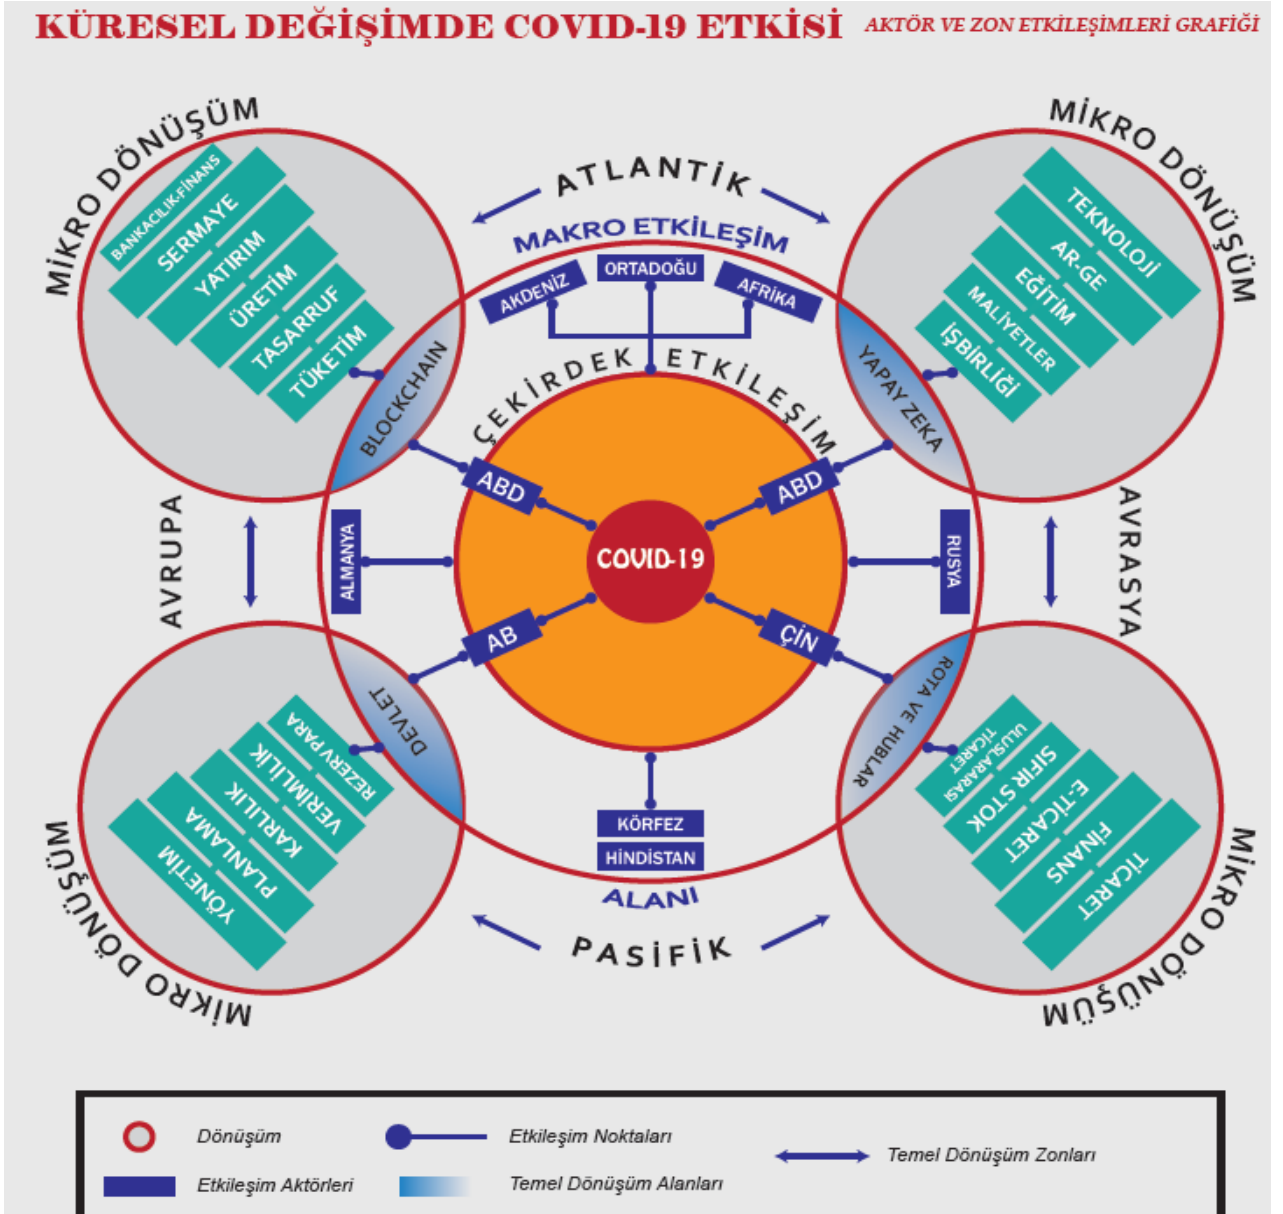 KÜRESEL DEĞİŞİMDE COVID-19 ETKİSİ
AKTÖR VE ZON ETKİLEŞİMLERİ GRAFİĞİ
MİKRO DÖNÜŞÜM
BANKACILIK-FİNANS
SERMAYE
YATIRIM
ÜRETİM
TASARRUF
TÜKETİM
BLOCKCHAIN
ATLANTİK
MAKRO ETKİLEŞİM
AKDENİZ
ORTADOĞU
AFRİKA
MİKRO DÖNÜŞÜM
TEKNOLOJİ
AR-GE
EĞİTİM
MALİYETLER
İŞBİRLİĞİ
YAPAY ZEKA
ÇEKİRDEK ETKİLEŞİM
ABD
ABD
AVRUPA
ALMANYA
COVID-19
RUSYA
AVRASYA
AB
ÇİN
DEVLET
REZERV PARA
VERİMLİLİK
KARLILIK
PLANLAMA
YÖNETİM
MİKRO DÖNÜŞÜM
KÖRFEZ
HİNDİSTAN
ALANI
PASİFİK
ROTA VE HUBLAR
ULUSLARARASI
TİCARET
SIFIR STOK
E-TİCARET
FİNANS
TİCARET
MİKRO DÖNÜŞÜM
Dönüşüm
Etkileşim Noktaları
Temel Dönüşüm Zonları
Etkileşim Aktörleri
Temel Dönüşüm Alanları